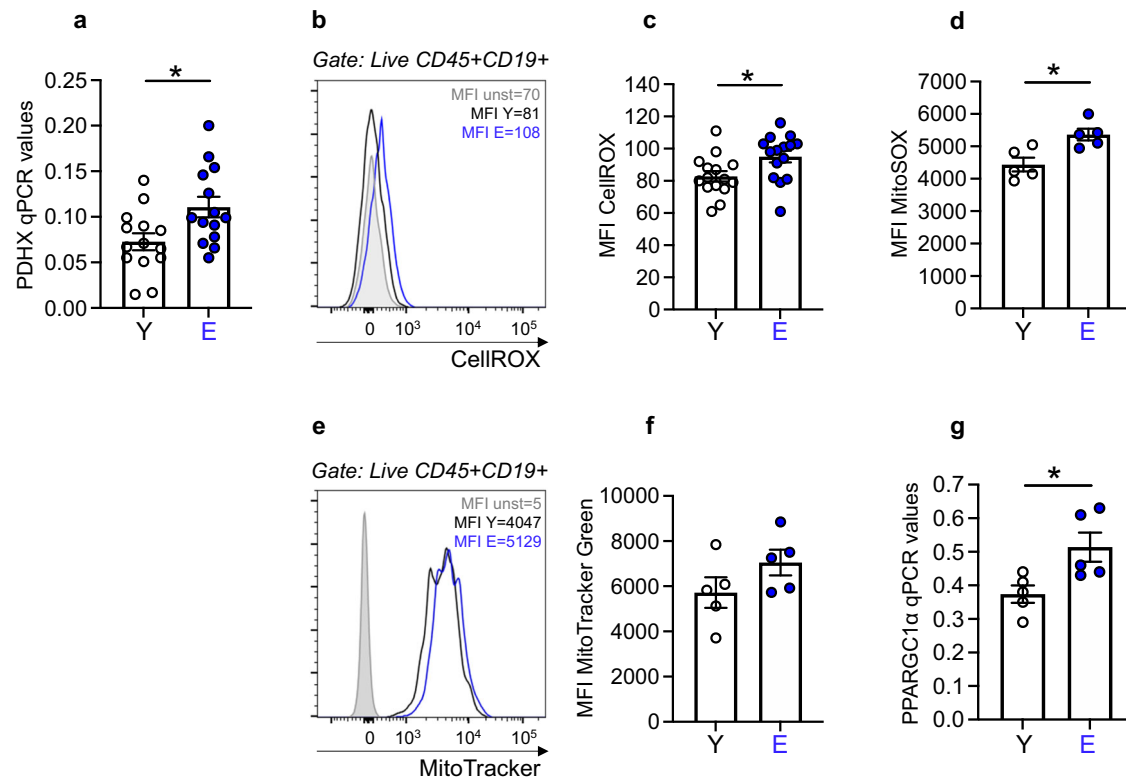 a
PDHX qPCR values
0.25
0.20
0.15
0.10
0.05
0.00
*
Y
E
b
Gate: Live CD45+CD19+
MFI unst=70
MFI Y=81
MFI E=108
0
10³
10⁴
10⁵
CellROX
c
MFI CellROX
140
120
100
80
60
40
20
0
*
Y
E
d
MFI MitoSOX
7000
6000
5000
4000
3000
2000
1000
0
*
Y
E
e
Gate: Live CD45+CD19+
MFI unst=5
MFI Y=4047
MFI E=5129
0
10³
10⁴
10⁵
MitoTracker
f
MFI MitoTracker Green
10000
8000
6000
4000
2000
0
Y
E
g
PPARGC1α qPCR values
0.7
0.6
0.5
0.4
0.3
0.2
0.1
0.0
*
Y
E